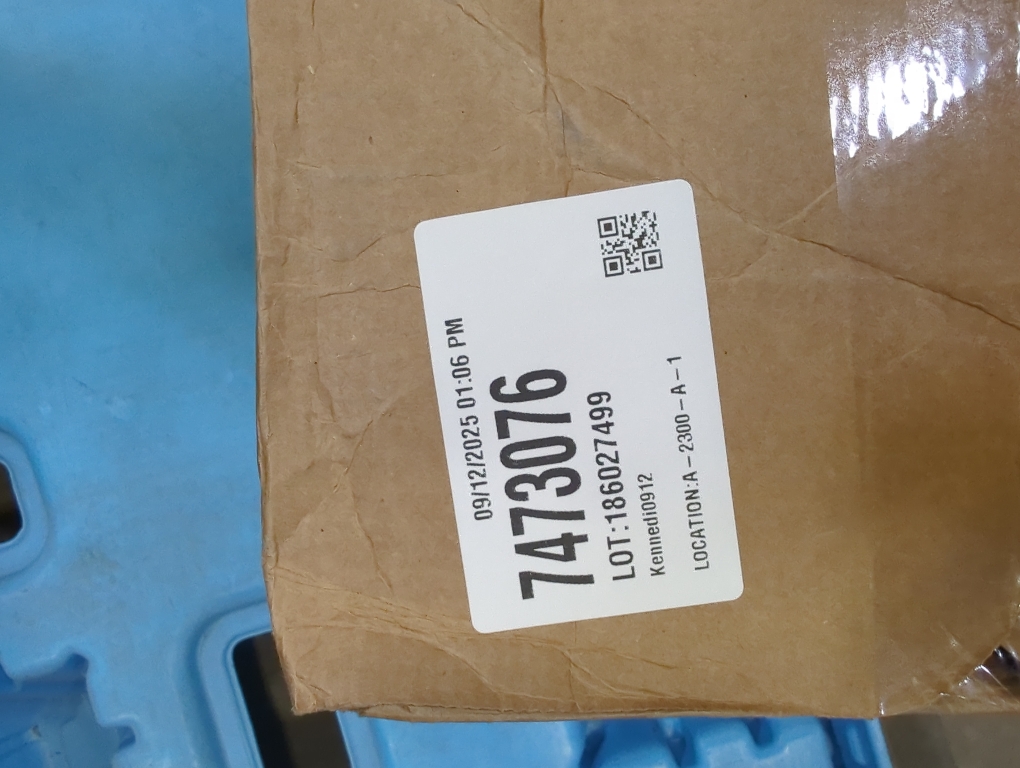 09/12/2025 01:06 PM
7473076
LOT:186027499
Kennedi0912
LOCATION:A-2300-A-1